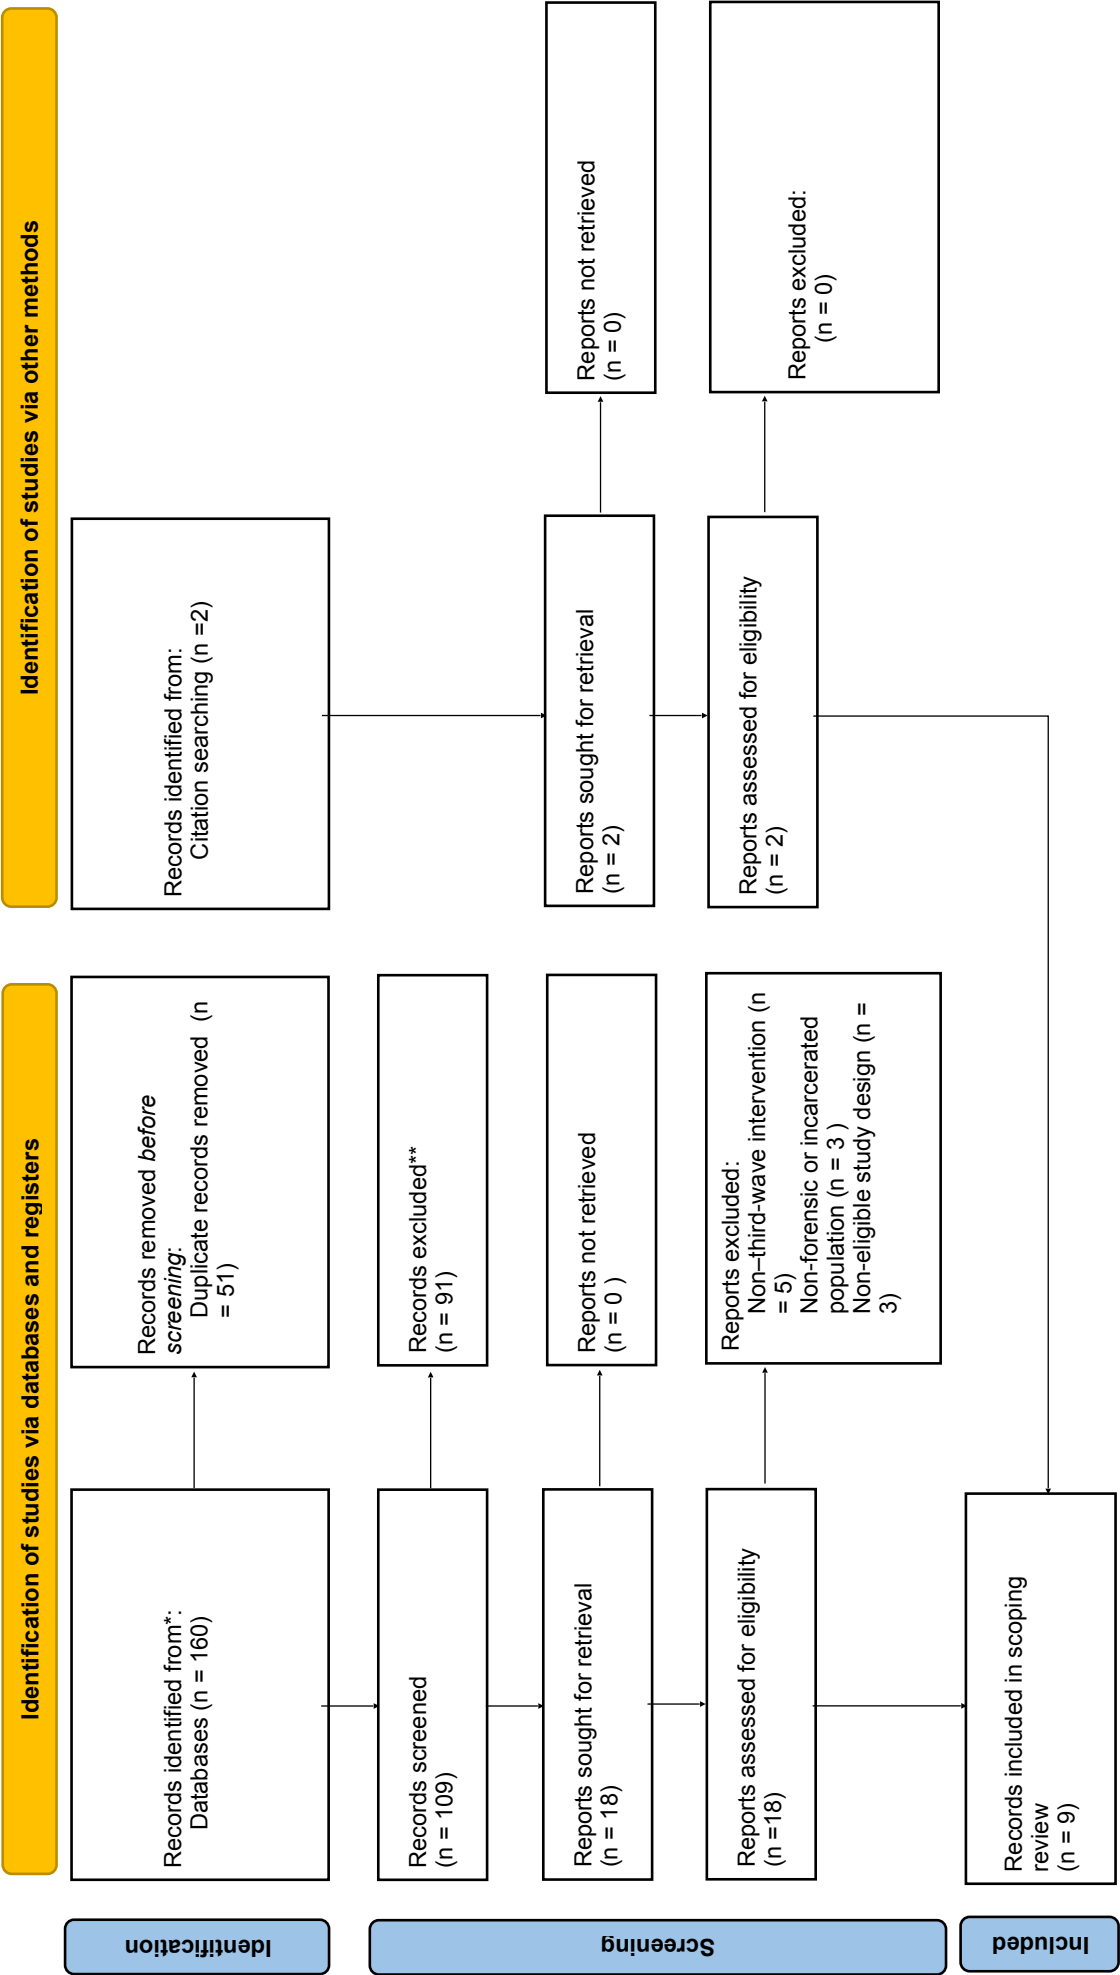 Identification of studies via databases and registers
Identification of studies via other methods
Identification
Records identified from*:
Databases (n = 160)
Records removed before
screening:
Duplicate records removed (n
= 51)
Records identified from:
Citation searching (n =2)
Screening
Records screened
(n = 109)
Records excluded**
(n = 91)
Reports sought for retrieval
(n = 18)
Reports not retrieved
(n = 0 )
Reports sought for retrieval
(n = 2)
Reports not retrieved
(n = 0)
Reports assessed for eligibility
(n =18)
Reports excluded:
Non–third-wave intervention (n
= 5)
Non-forensic or incarcerated
population (n = 3 )
Non-eligible study design (n =
3)
Reports assessed for eligibility
(n = 2)
Reports excluded:
(n = 0)
Included
Records included in scoping
review
(n = 9)